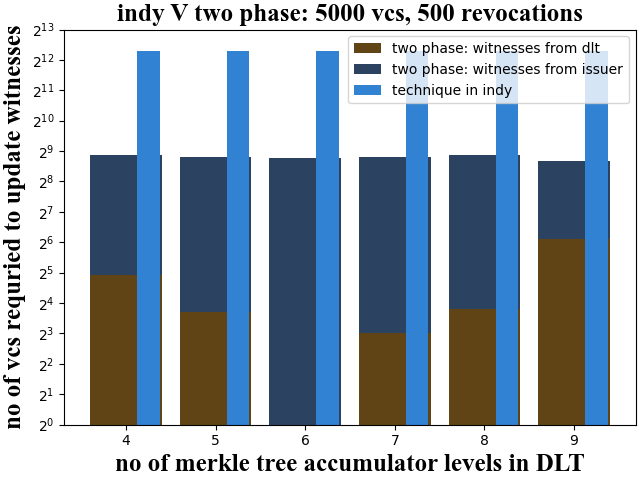 indy V two phase: 5000 vcs, 500 revocations
no of vcs requried to update witnesses
2^13
2^12
2^11
2^10
2^9
2^8
2^7
2^6
2^5
2^4
2^3
2^2
2^1
2^0
two phase: witnesses from dlt
two phase: witnesses from issuer
technique in indy
4 5 6 7 8 9
no of merkle tree accumulator levels in DLT